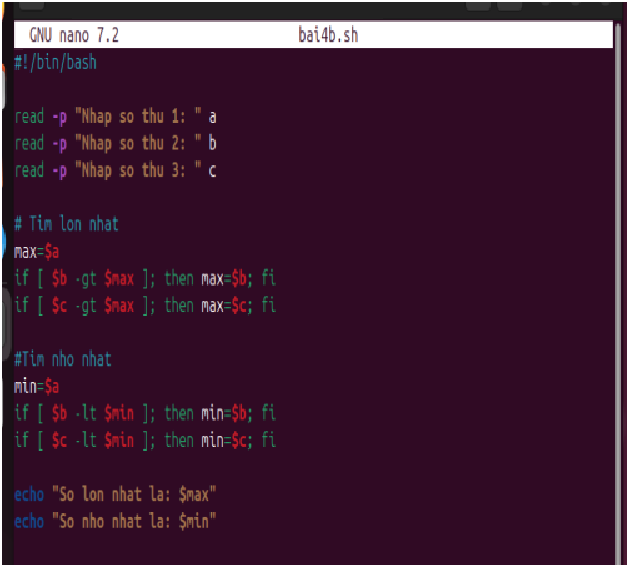 GNU nano 7.2 bai4b.sh
#!/bin/bash
read -p "Nhap so thu 1: " a
read -p "Nhap so thu 2: " b
read -p "Nhap so thu 3: " c
# Tim lon nhat
max=$a
if [ $b -gt $max ]; then max=$b; fi
if [ $c -gt $max ]; then max=$c; fi
#Tim nho nhat
min=$a
if [ $b -lt $min ]; then min=$b; fi
if [ $c -lt $min ]; then min=$c; fi
echo "So lon nhat la: $max"
echo "So nho nhat la: $min"